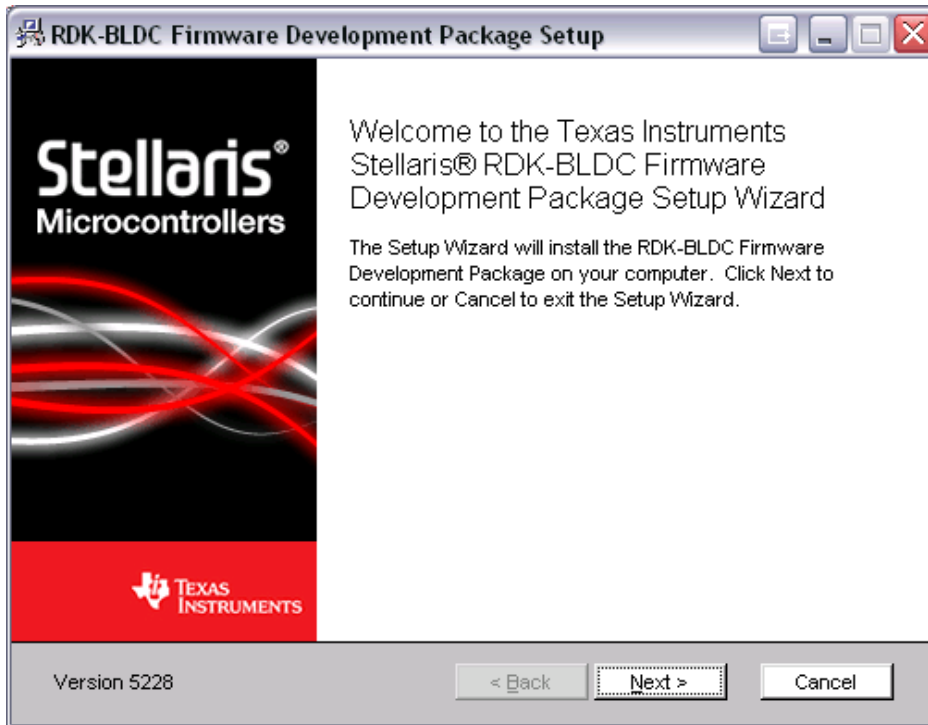 RDK-BLDC Firmware Development Package Setup
Stellaris®
Microcontrollers
Welcome to the Texas Instruments
Stellaris® RDK-BLDC Firmware
Development Package Setup Wizard
The Setup Wizard will install the RDK-BLDC Firmware
Development Package on your computer. Click Next to
continue or Cancel to exit the Setup Wizard.
TEXAS
INSTRUMENTS
Version 5228
< Back
Next >
Cancel